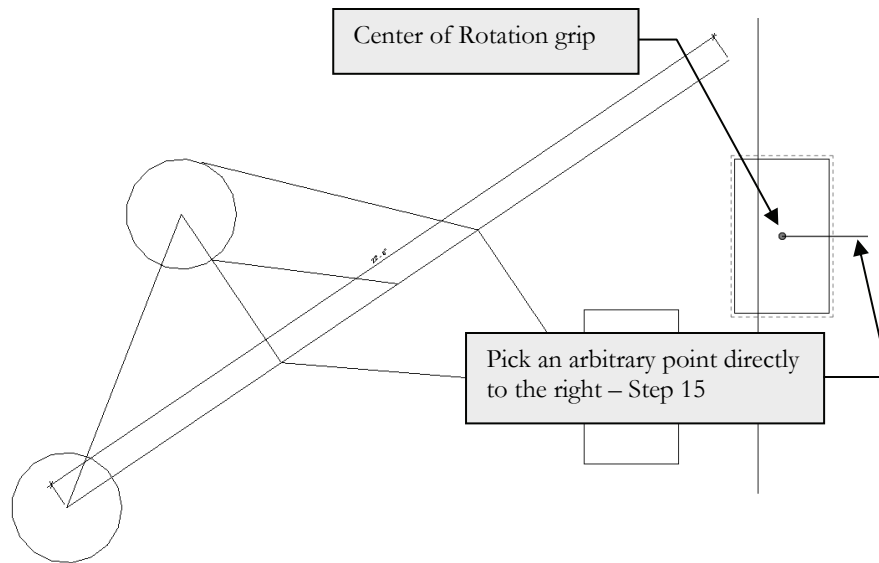 Center of Rotation grip
Pick an arbitrary point directly
to the right – Step 15